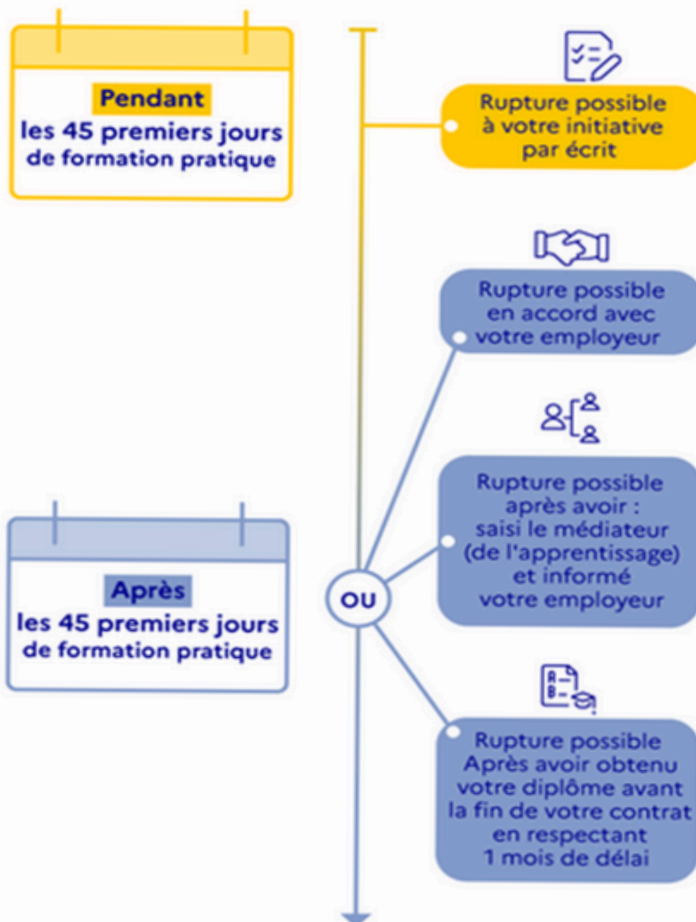 Pendant
les 45 premiers jours
de formation pratique
Rupture possible
à votre initiative
par écrit
Rupture possible
en accord avec
votre employeur
Rupture possible
après avoir :
saisi le médiateur
(de l'apprentissage)
et informé
votre employeur
Après
les 45 premiers jours
de formation pratique
OU
A
B
Rupture possible
Après avoir obtenu
votre diplôme avant
la fin de votre contrat
en respectant
1 mois de délai